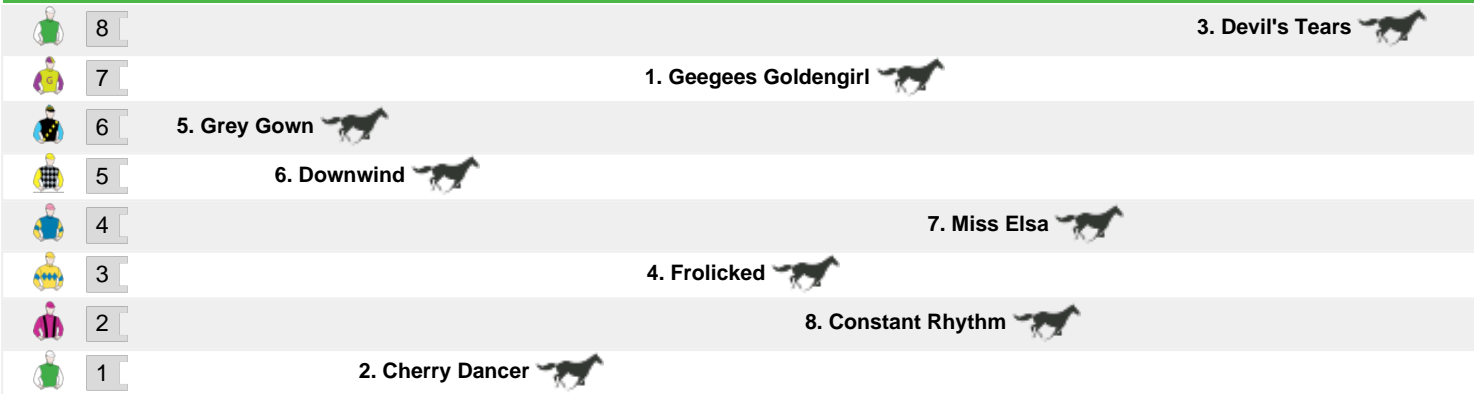 8 3. Devil's Tears
G 7 1. Geegees Goldengirl
6 5. Grey Gown
5 6. Downwind
4 7. Miss Elsa
3 4. Frolicked
2 8. Constant Rhythm
1 2. Cherry Dancer